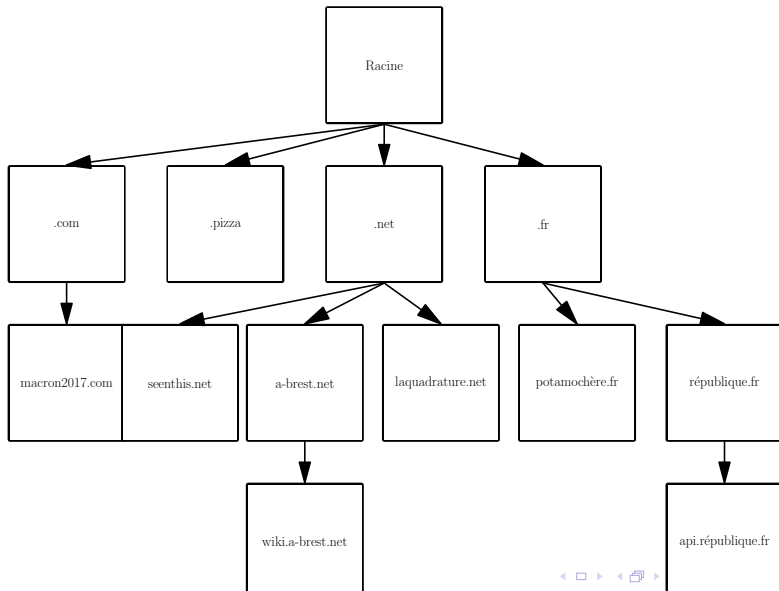 Racine
.com
.pizza
.net
.fr
macron2017.com
seenthis.net
a-brest.net
laquadrature.net
potamochère.fr
république.fr
wiki.a-brest.net
api.république.fr